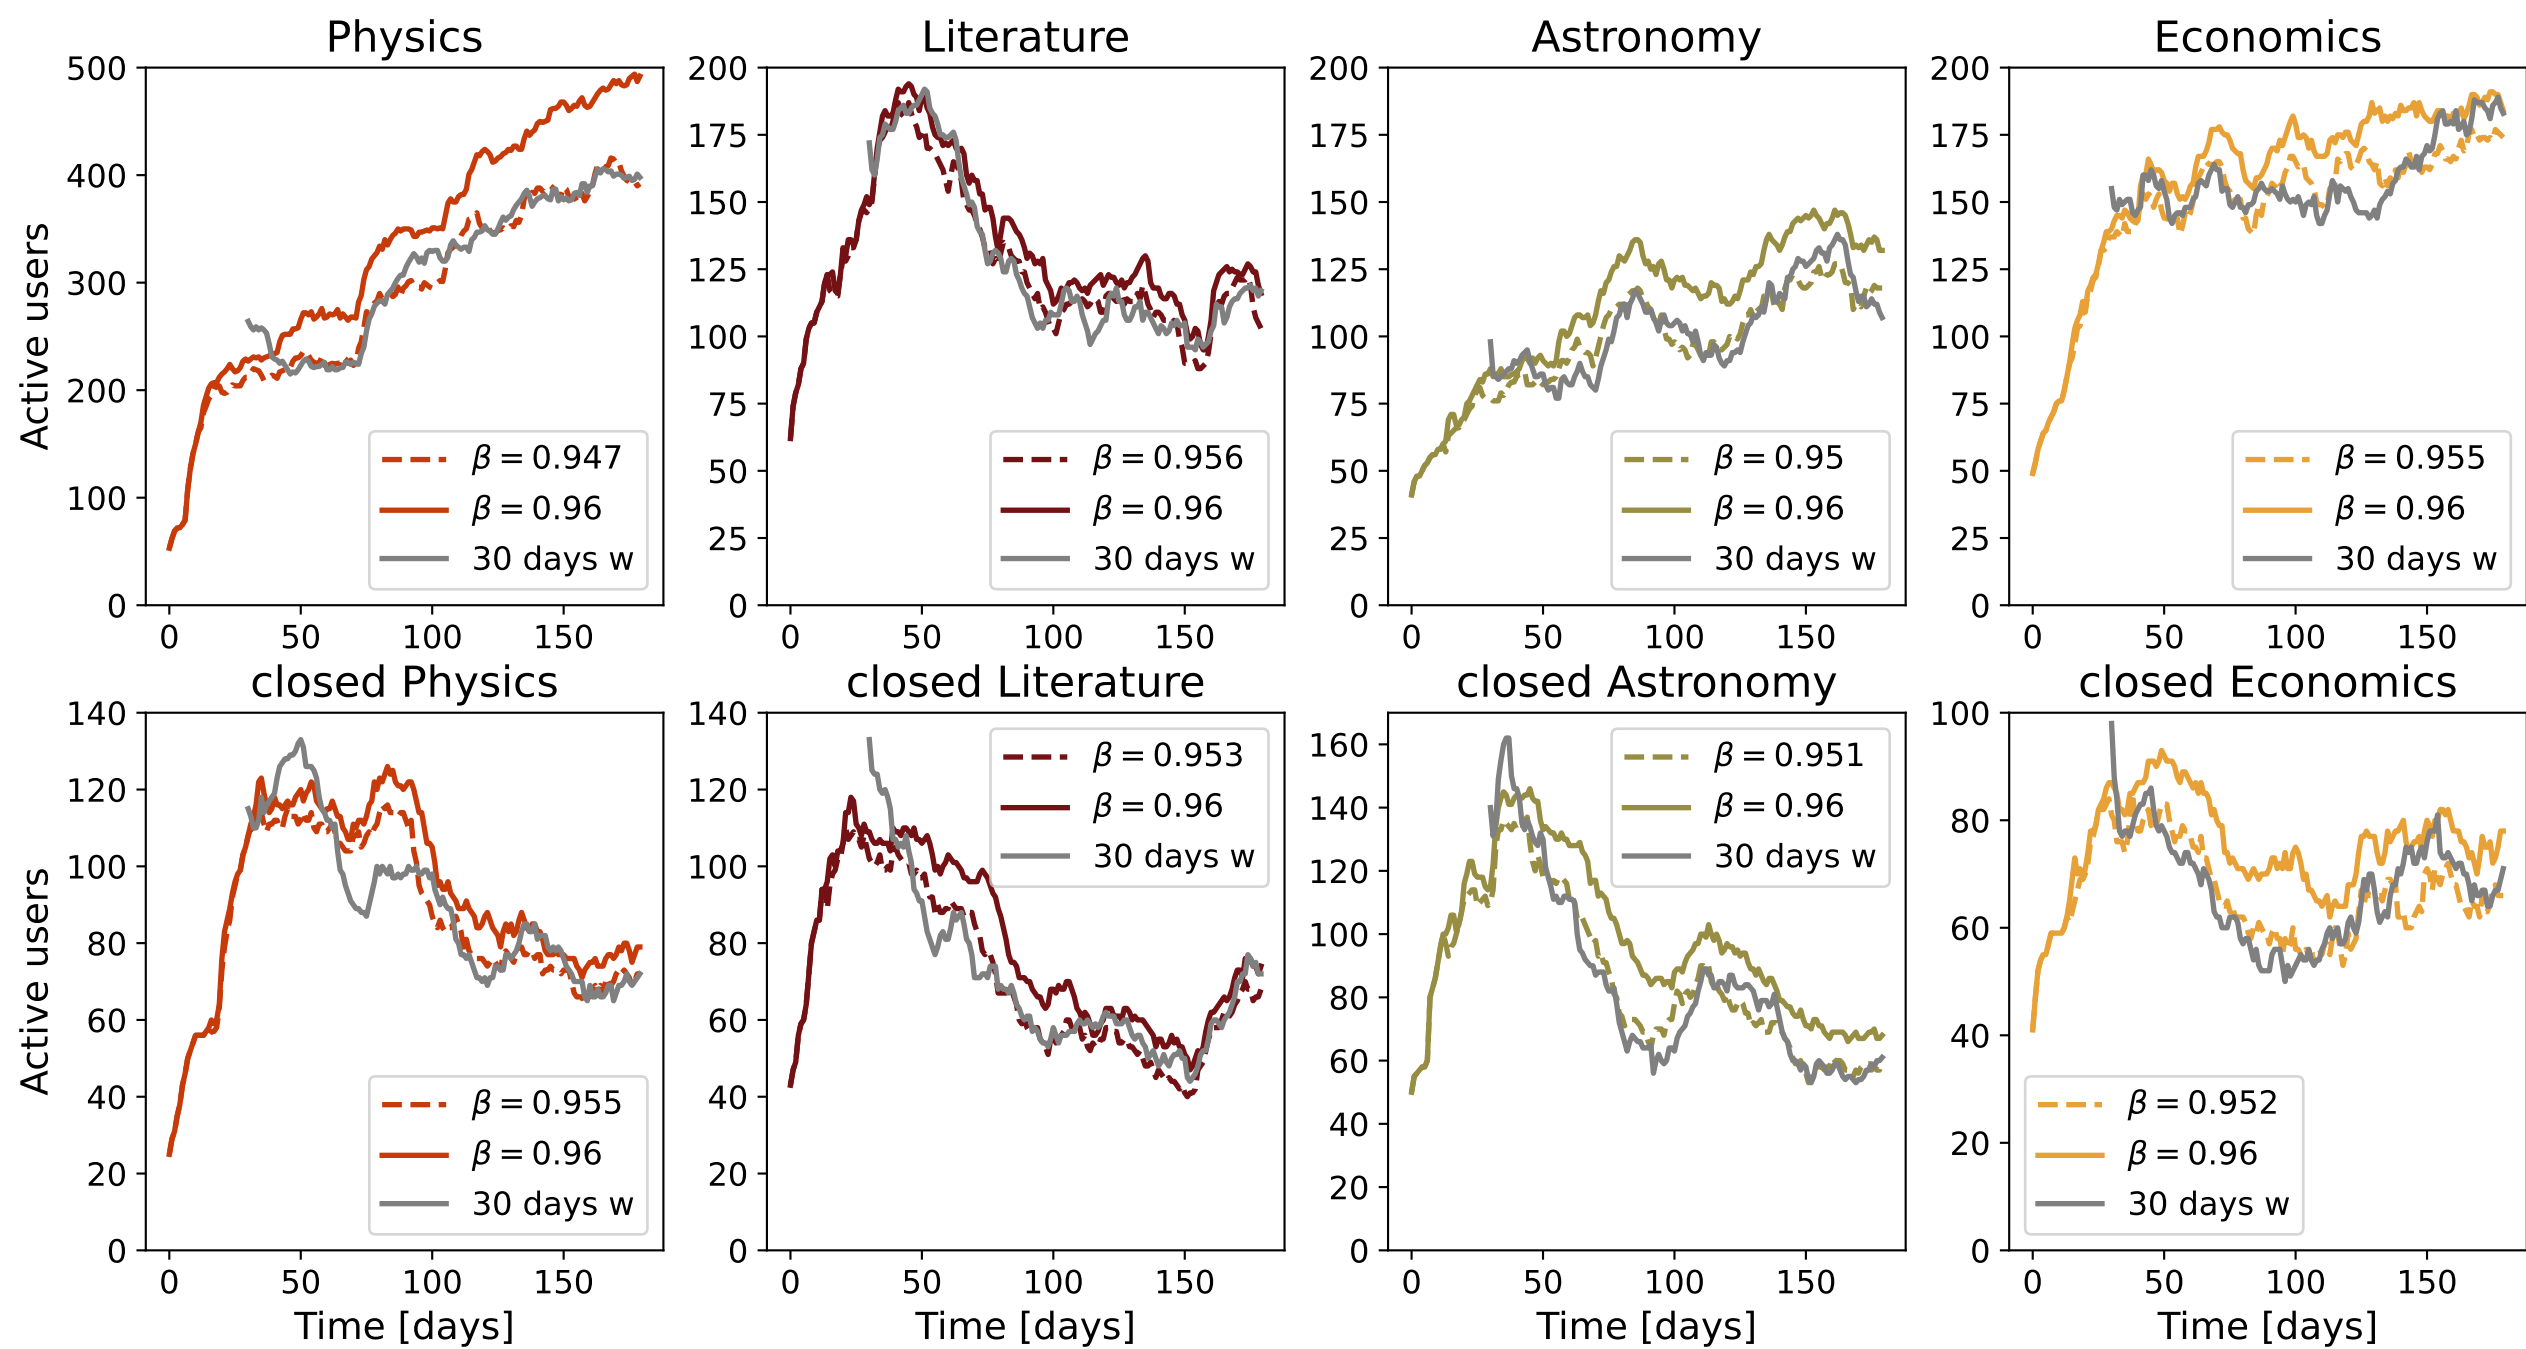 Physics
Literature
Astronomy
Economics
Active users
500
400
300
200
100
0
0 50 100 150
β = 0.947
β = 0.96
30 days w
200
175
150
125
100
75
50
25
0
0 50 100 150
β = 0.956
β = 0.96
30 days w
200
175
150
125
100
75
50
25
0
0 50 100 150
β = 0.95
β = 0.96
30 days w
200
175
150
125
100
75
50
25
0
0 50 100 150
β = 0.955
β = 0.96
30 days w
closed Physics
closed Literature
closed Astronomy
closed Economics
Active users
140
120
100
80
60
40
20
0
0 50 100 150
Time [days]
β = 0.955
β = 0.96
30 days w
140
120
100
80
60
40
20
0
0 50 100 150
Time [days]
β = 0.953
β = 0.96
30 days w
160
140
120
100
80
60
40
20
0
0 50 100 150
Time [days]
β = 0.951
β = 0.96
30 days w
100
80
60
40
20
0
0 50 100 150
Time [days]
β = 0.952
β = 0.96
30 days w